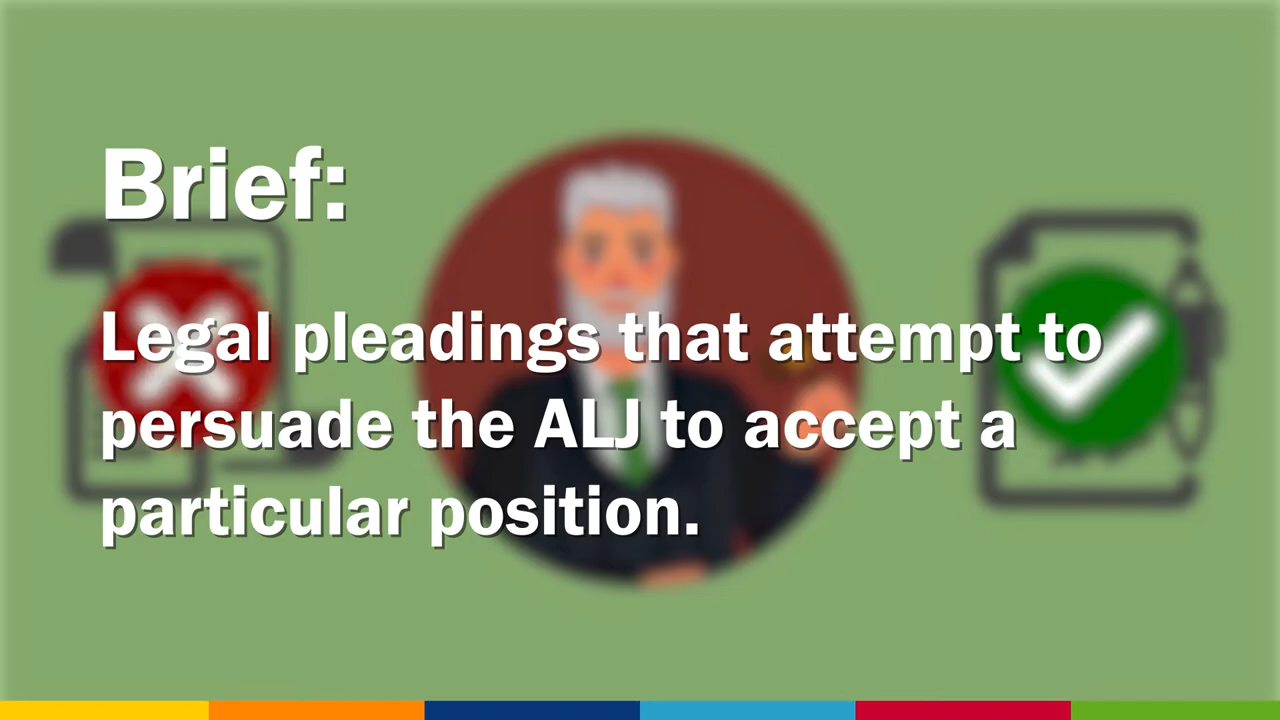 Brief:
Legal pleadings that attempt to
persuade the ALJ to accept a
particular position.